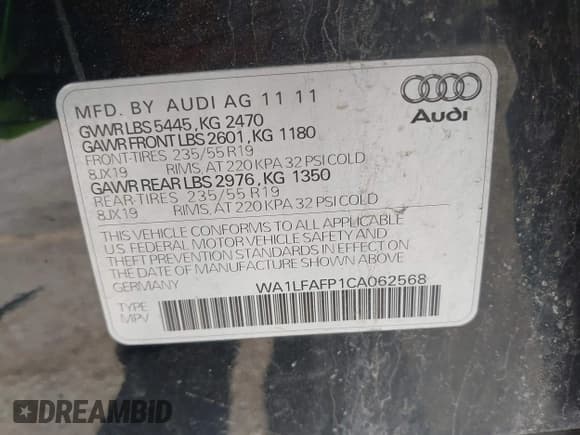 MFD. BY AUDI AG 11 11
GWWR LBS 5445, KG 2470
GAWR FRONT LBS 2601, KG 1180
FRONT-TIRES 235/55 R19
8JX19 RIMS, AT 220 KPA 32 PSI COLD
GAWR REAR LBS 2976, KG 1350
REAR-TIRES 235/55 R19
8JX19 RIMS, AT 220 KPA 32 PSI COLD
THIS VEHICLE CONFORMS TO ALL APPLICABLE
U.S. FEDERAL MOTOR VEHICLE SAFETY AND
THEFT PREVENTION STANDARDS IN EFFECT ON THE
DATE OF MANUFACTURE SHOWN ABOVE
WA1LFAFP1CA062568
TYPE
MPV
Audi
DREAMBID